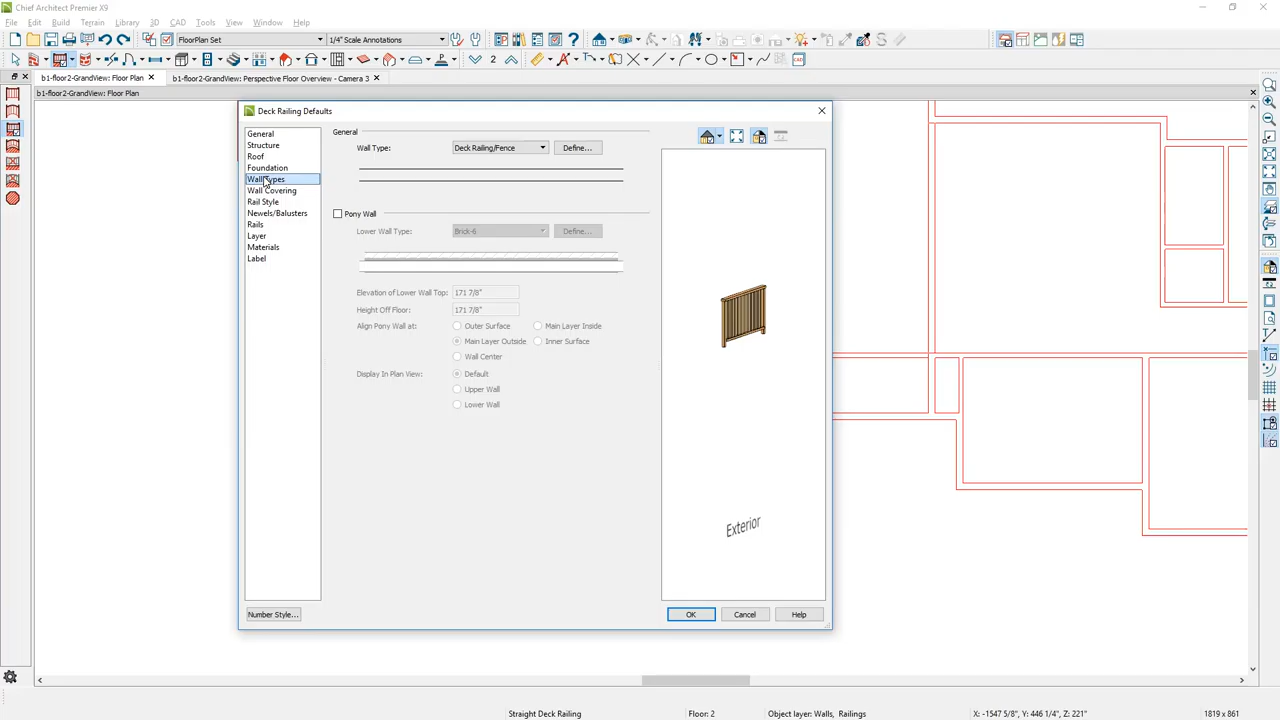 Chief Architect Premier X9
File Edit Build Terrain Library 3D CAD Tools View Window Help
FloorPlan Set 1/4" Scale Annotations
b1-floor2-GrandView: Floor Plan b1-floor2-GrandView: Perspective Floor Overview - Camera 3
b1-floor2-GrandView: Floor Plan
Deck Railing Defaults
General
Structure
Roof
Foundation
Wall Types
Wall Covering
Rail Style
Newels/Balusters
Rails
Layer
Materials
Label
General
Wall Type: Deck Railing/Fence Define...
Pony Wall
Lower Wall Type: Brick-6 Define...
Elevation of Lower Wall Top: 171 7/8"
Height Off Floor: 171 7/8"
Align Pony Wall at: Outer Surface Main Layer Inside
Main Layer Outside Inner Surface
Wall Center
Display In Plan View: Default
Upper Wall
Lower Wall
Exterior
Number Style... OK Cancel Help
Straight Deck Railing Floor: 2 Object layer: Walls, Railings X: -1547 5/8", Y: 446 1/4", Z: 221" 1819 x 861